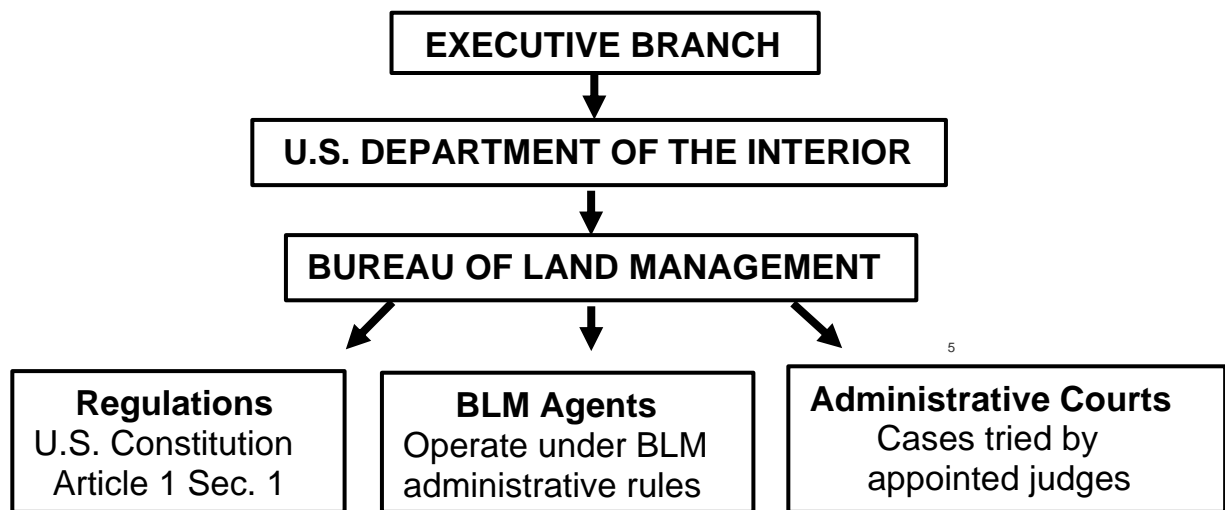 EXECUTIVE BRANCH
U.S. DEPARTMENT OF THE INTERIOR
BUREAU OF LAND MANAGEMENT
5
Regulations
U.S. Constitution
Article 1 Sec. 1
BLM Agents
Operate under BLM
administrative rules
Administrative Courts
Cases tried by
appointed judges